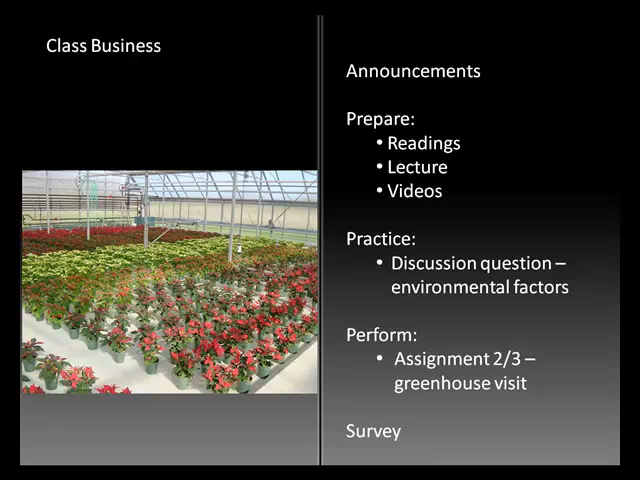 Class Business
Announcements
Prepare:
• Readings
• Lecture
• Videos
Practice:
• Discussion question –
environmental factors
Perform:
• Assignment 2/3 –
greenhouse visit
Survey